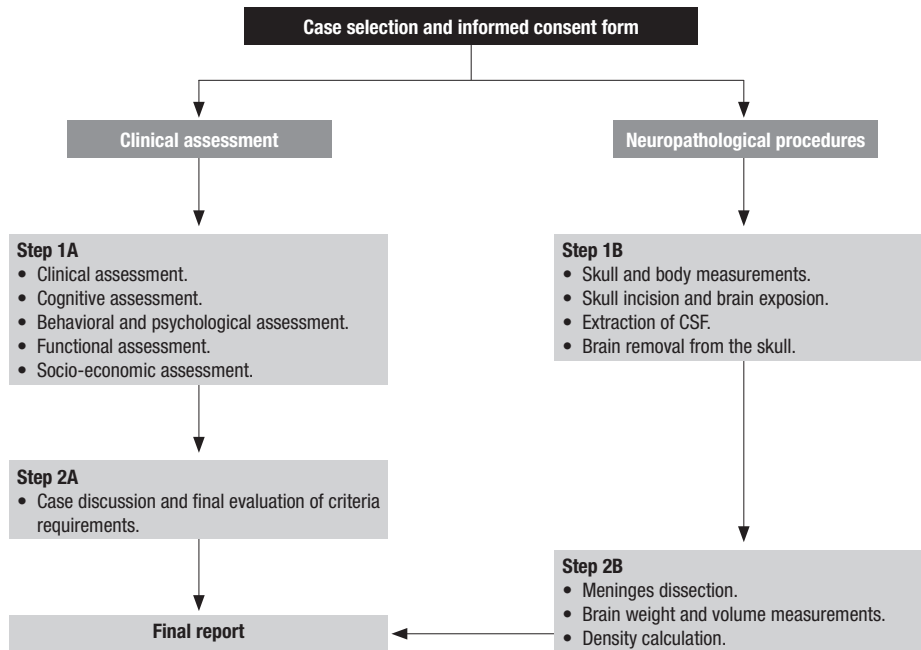 Case selection and informed consent form
Clinical assessment
Neuropathological procedures
Step 1A
• Clinical assessment.
• Cognitive assessment.
• Behavioral and psychological assessment.
• Functional assessment.
• Socio-economic assessment.
Step 1B
• Skull and body measurements.
• Skull incision and brain exposion.
• Extraction of CSF.
• Brain removal from the skull.
Step 2A
• Case discussion and final evaluation of criteria
requirements.
Step 2B
• Meninges dissection.
• Brain weight and volume measurements.
• Density calculation.
Final report